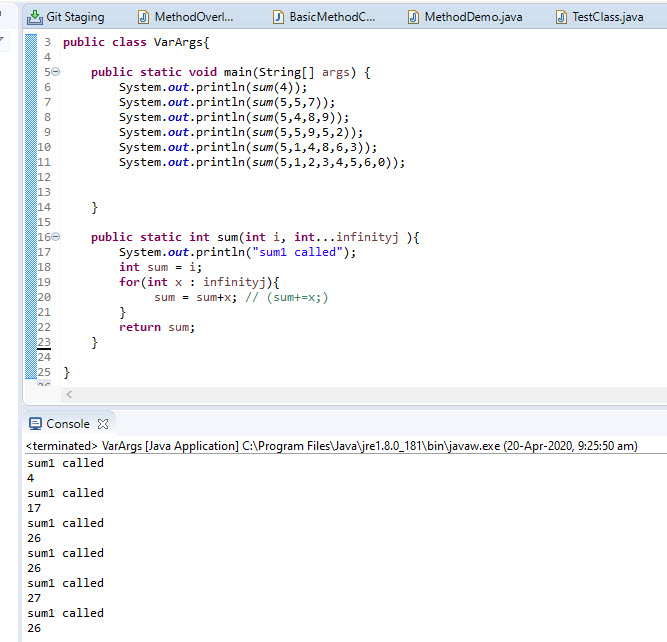 Git Staging MethodOverl... BasicMethodC... MethodDemo.java TestClass.java
3 public class VarArgs{
4
5 public static void main(String[] args) {
6 System.out.println(sum(4));
7 System.out.println(sum(5,5,7));
8 System.out.println(sum(5,4,8,9));
9 System.out.println(sum(5,5,9,5,2));
10 System.out.println(sum(5,1,4,8,6,3));
11 System.out.println(sum(5,1,2,3,4,5,6,0));
12
13
14 }
15
16 public static int sum(int i, int...infinityj ){
17 System.out.println("sum1 called");
18 int sum = i;
19 for(int x : infinityj){
20 sum = sum+x; // (sum+=x;)
21 }
22 return sum;
23 }
24
25 }
Console
<terminated> VarArgs [Java Application] C:\Program Files\Java\jre1.8.0_181\bin\javaw.exe (20-Apr-2020, 9:25:50 am)
sum1 called
4
sum1 called
17
sum1 called
26
sum1 called
26
sum1 called
27
sum1 called
26